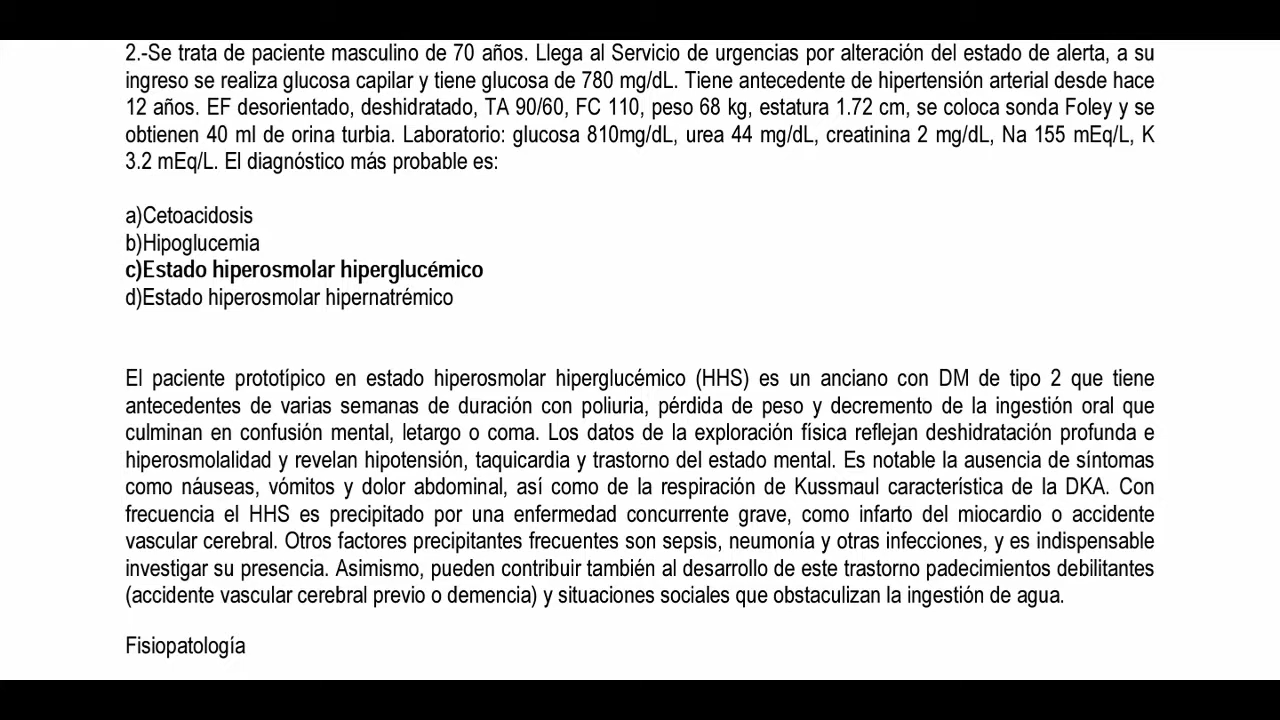 2.-Se trata de paciente masculino de 70 años. Llega al Servicio de urgencias por alteración del estado de alerta, a su
ingreso se realiza glucosa capilar y tiene glucosa de 780 mg/dL. Tiene antecedente de hipertensión arterial desde hace
12 años. EF desorientado, deshidratado, TA 90/60, FC 110, peso 68 kg, estatura 1.72 cm, se coloca sonda Foley y se
obtienen 40 ml de orina turbia. Laboratorio: glucosa 810mg/dL, urea 44 mg/dL, creatinina 2 mg/dL, Na 155 mEq/L, K
3.2 mEq/L. El diagnóstico más probable es:
a)Cetoacidosis
b)Hipoglucemia
c)Estado hiperosmolar hiperglucémico
d)Estado hiperosmolar hipernatrémico
El paciente prototípico en estado hiperosmolar hiperglucémico (HHS) es un anciano con DM de tipo 2 que tiene
antecedentes de varias semanas de duración con poliuria, pérdida de peso y decremento de la ingestión oral que
culminan en confusión mental, letargo o coma. Los datos de la exploración física reflejan deshidratación profunda e
hiperosmolalidad y revelan hipotensión, taquicardia y trastorno del estado mental. Es notable la ausencia de síntomas
como náuseas, vómitos y dolor abdominal, así como de la respiración de Kussmaul característica de la DKA. Con
frecuencia el HHS es precipitado por una enfermedad concurrente grave, como infarto del miocardio o accidente
vascular cerebral. Otros factores precipitantes frecuentes son sepsis, neumonía y otras infecciones, y es indispensable
investigar su presencia. Asimismo, pueden contribuir también al desarrollo de este trastorno padecimientos debilitantes
(accidente vascular cerebral previo o demencia) y situaciones sociales que obstaculizan la ingestión de agua.
Fisiopatología